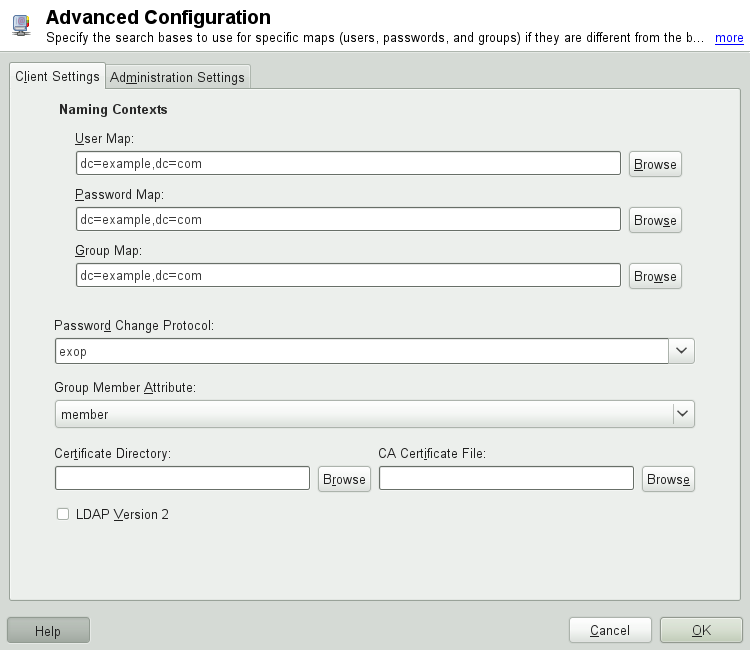 Advanced Configuration
Specify the search bases to use for specific maps (users, passwords, and groups) if they are different from the b... more
Client Settings Administration Settings
Naming Contexts
User Map:
dc=example,dc=com Browse
Password Map:
dc=example,dc=com Browse
Group Map:
dc=example,dc=com Browse
Password Change Protocol:
exop
Group Member Attribute:
member
Certificate Directory: CA Certificate File:
Browse Browse
LDAP Version 2
Help Cancel OK